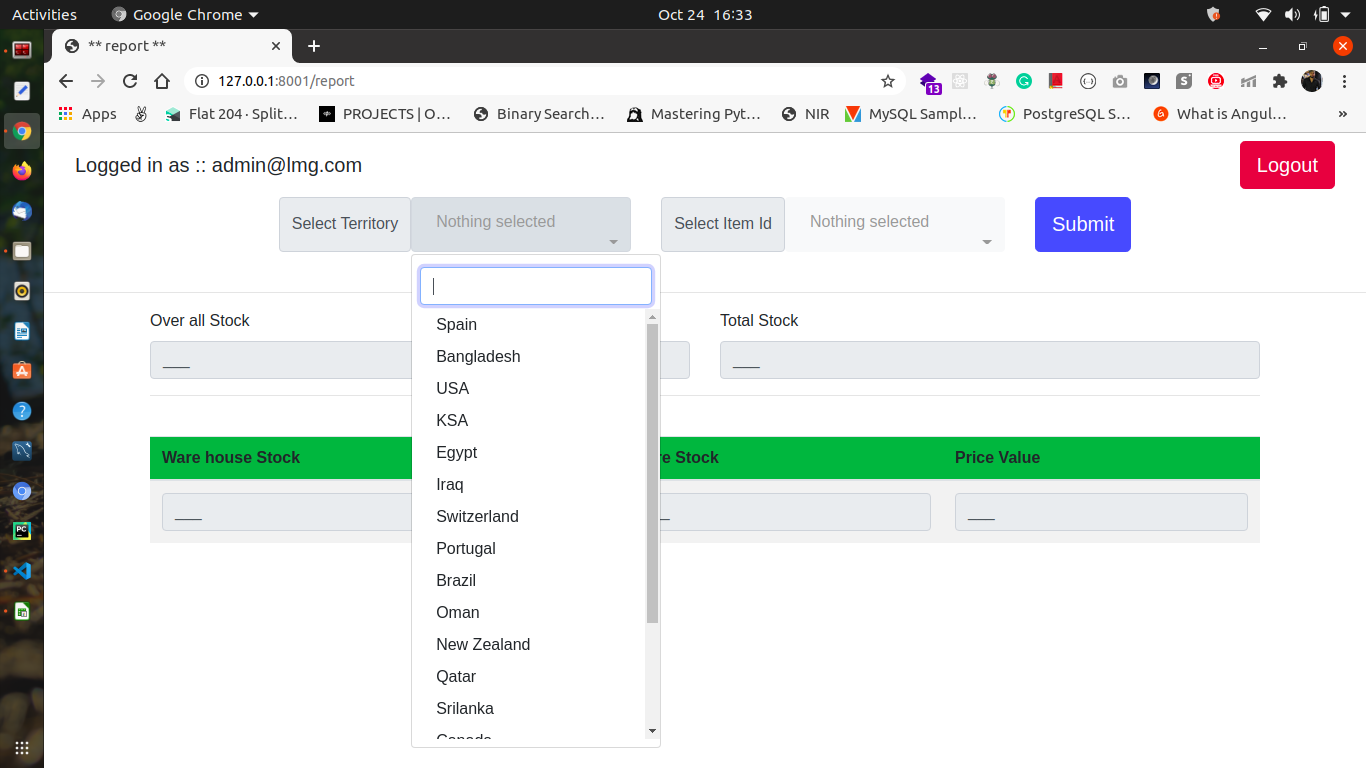 Activities Google Chrome Oct 24 16:33
** report **
127.0.0.1:8001/report 13
Apps Flat 204 · Split… PROJECTS | O… Binary Search… Mastering Pyt… NIR MySQL Sampl… PostgreSQL S… What is Angul… »
Logged in as :: admin@lmg.com Logout
Select Territory Nothing selected Select Item Id Nothing selected Submit
Spain
Bangladesh
USA
KSA
Egypt
Iraq
Switzerland
Portugal
Brazil
Oman
New Zealand
Qatar
Srilanka
Canada
Over all Stock Total Stock
___ ___
Ware house Stock re Stock Price Value
___ _ ___